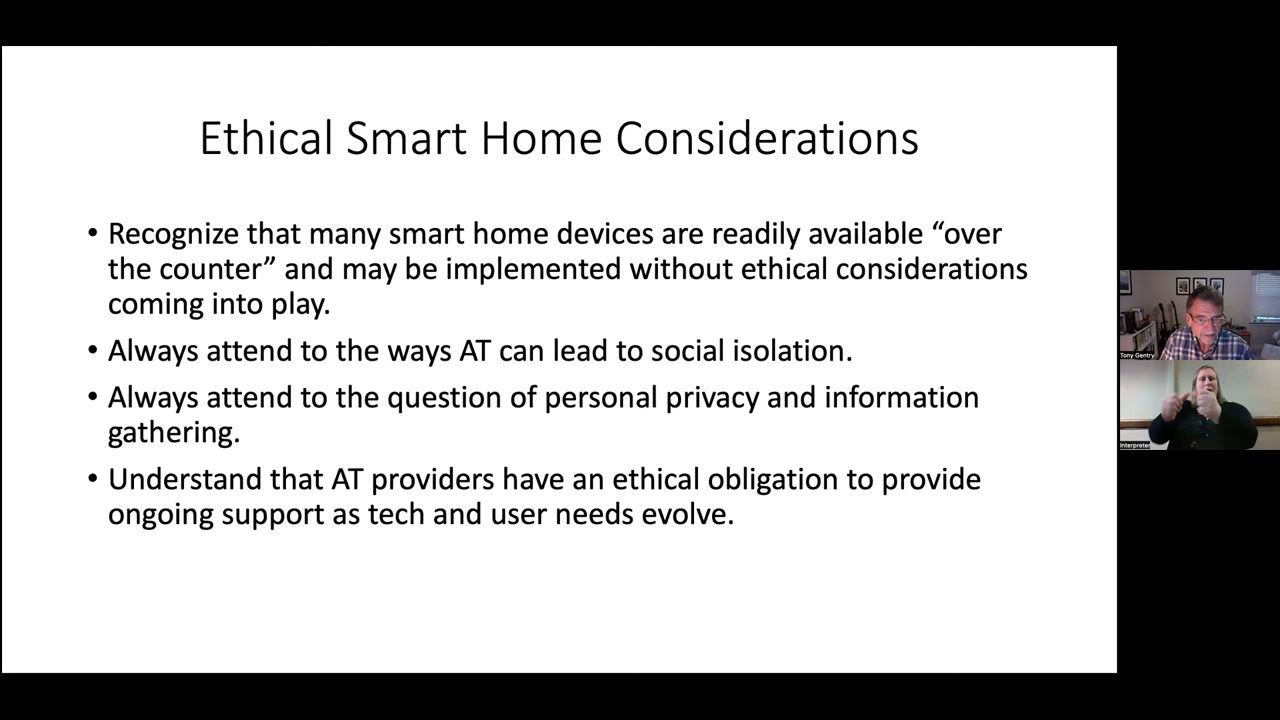 Ethical Smart Home Considerations
• Recognize that many smart home devices are readily available “over
the counter” and may be implemented without ethical considerations
coming into play.
• Always attend to the ways AT can lead to social isolation.
• Always attend to the question of personal privacy and information
gathering.
• Understand that AT providers have an ethical obligation to provide
ongoing support as tech and user needs evolve.
Tony Gentry
Interpreter